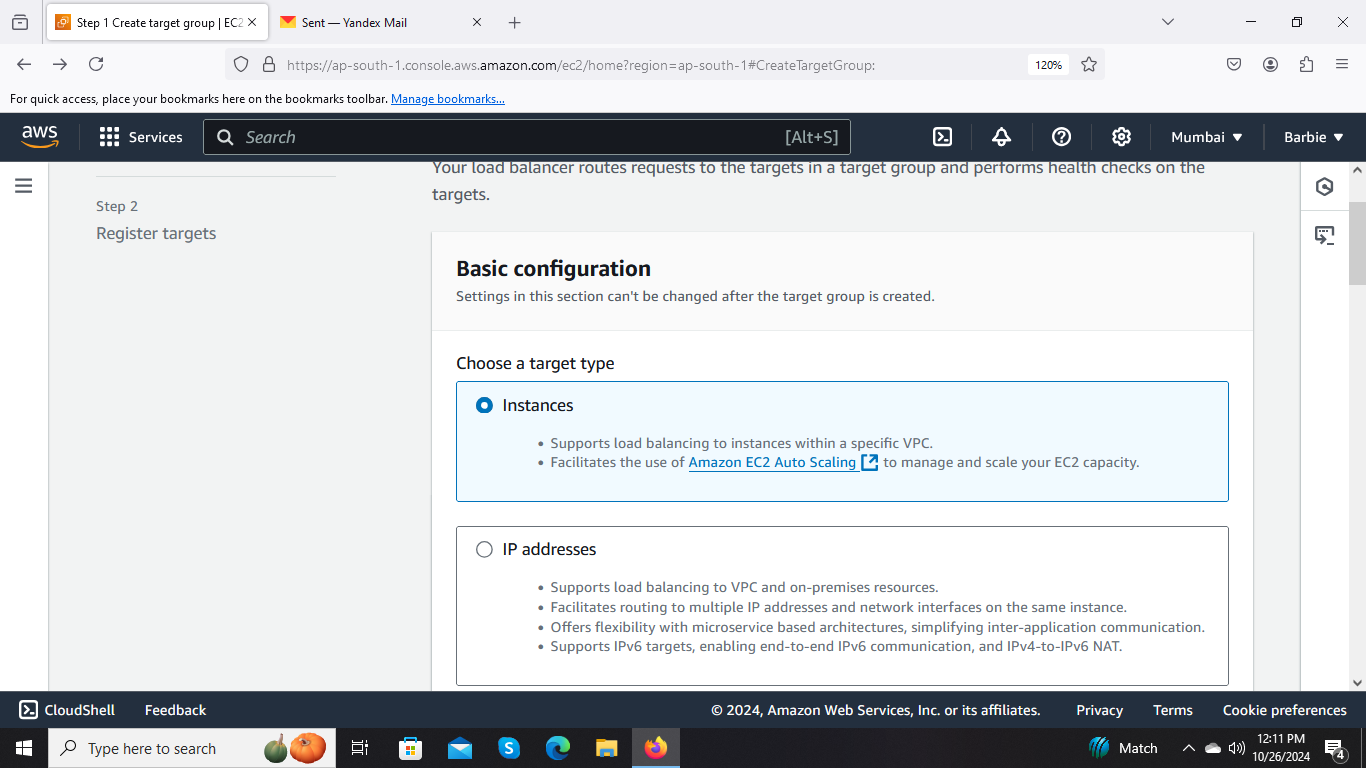 Step 1 Create target group | EC2
Sent — Yandex Mail
https://ap-south-1.console.aws.amazon.com/ec2/home?region=ap-south-1#CreateTargetGroup:
120%
For quick access, place your bookmarks here on the bookmarks toolbar. Manage bookmarks...
aws
Services
Search
[Alt+S]
Mumbai
Barbie
Your load balancer routes requests to the targets in a target group and performs health checks on the
targets.
Step 2
Register targets
Basic configuration
Settings in this section can't be changed after the target group is created.
Choose a target type
Instances
• Supports load balancing to instances within a specific VPC.
• Facilitates the use of Amazon EC2 Auto Scaling to manage and scale your EC2 capacity.
IP addresses
• Supports load balancing to VPC and on-premises resources.
• Facilitates routing to multiple IP addresses and network interfaces on the same instance.
• Offers flexibility with microservice based architectures, simplifying inter-application communication.
• Supports IPv6 targets, enabling end-to-end IPv6 communication, and IPv4-to-IPv6 NAT.
CloudShell
Feedback
© 2024, Amazon Web Services, Inc. or its affiliates.
Privacy
Terms
Cookie preferences
Type here to search
Match
12:11 PM
10/26/2024
4